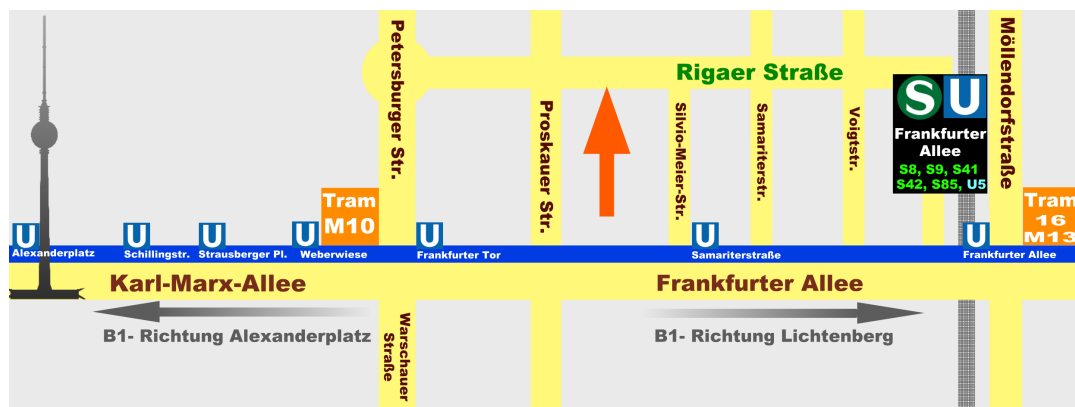 Petersburger Str.
Proskauer Str.
Rigaer Straße
Silvio-Meier-Str.
Samariterstr.
Voigtstr.
Möllendorfstraße
S U
Frankfurter
Allee
S8, S9, S41
S42, S85, U5
Tram
M10
Tram
16
M13
U
Alexanderplatz
U
Schillingstr.
U
Strausberger Pl.
U
Weberwiese
U
Frankfurter Tor
U
Samariterstraße
U
Frankfurter Allee
Karl-Marx-Allee
Frankfurter Allee
B1- Richtung Alexanderplatz
B1- Richtung Lichtenberg
Warschauer
Straße